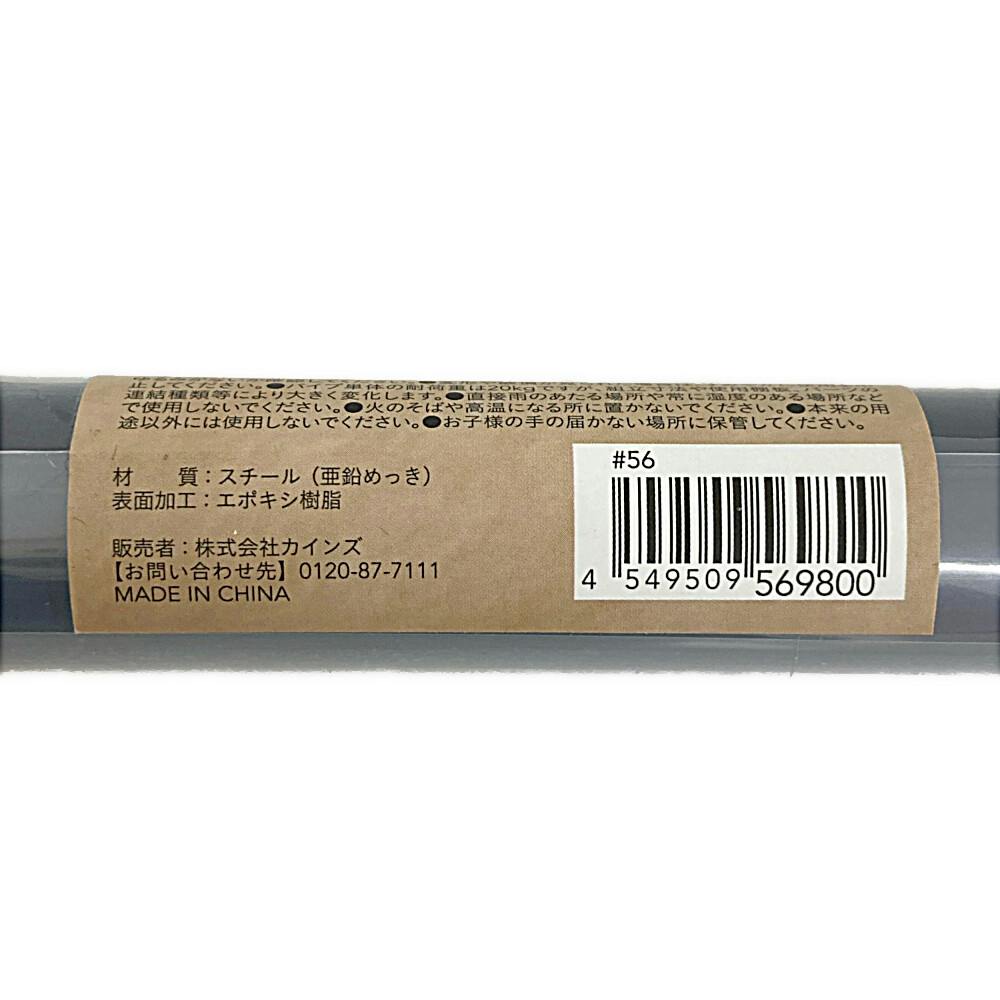 止してください。●パイプ単体の耐荷重は20kgですが、組立寸法や使用棚板、パーツの
連結種類等により大きく変化します。●直接雨のあたる場所や常に湿度のある場所など
で使用しないでください。●火のそばや高温になる所に置かないでください。●本来の用
途以外には使用しないでください。●お子様の手の届かない場所に保管してください。
材　質：スチール（亜鉛めっき）
表面加工：エポキシ樹脂
販売者：株式会社カインズ
【お問い合わせ先】0120-87-7111
MADE IN CHINA
#56
4 549509 569800